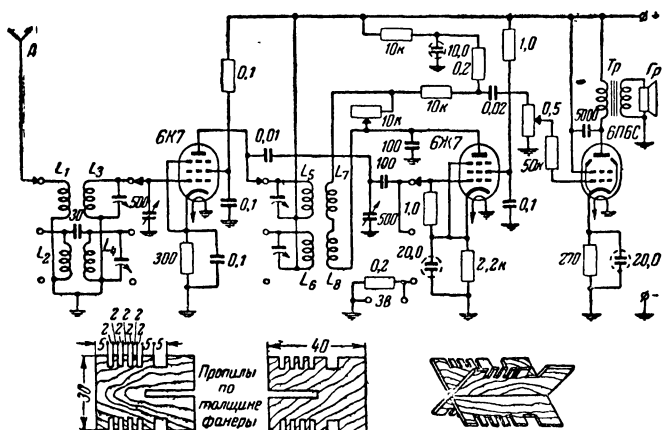 А
L1
L3
30
500
L2
L4
0,1
6К7
0,01
300
0,1
0,1
L5
L7
500
L6
L8
10к
10,0
0,2
10к
10к
0,02
100
100
1,0
6Ж7
1,0
20,0
2,2к
0,1
0,2
3в
0,5
50к
5000
Тр
Гр
6П6С
270
20,0
+
-
2 2 2 2
2 2 2
5
5 5
30
Пропилы
по
толщине
фанеры
40